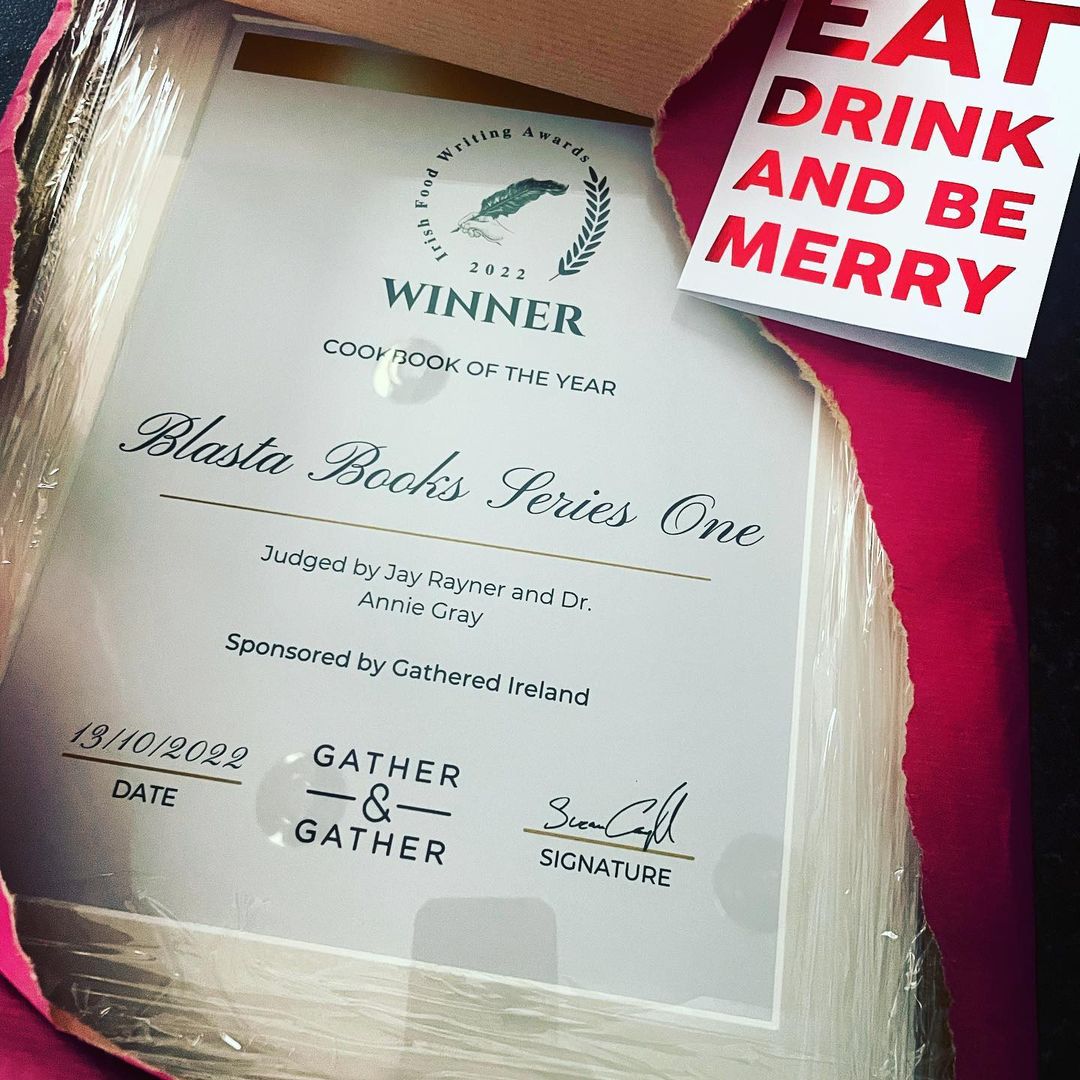 EAT
DRINK
AND BE
MERRY
Irish Food Writing Awards
2022
WINNER
COOKBOOK OF THE YEAR
Blasta Books Series One
Judged by Jay Rayner and Dr.
Annie Gray
Sponsored by Gathered Ireland
13/10/2022
DATE
GATHER
&
GATHER
SIGNATURE